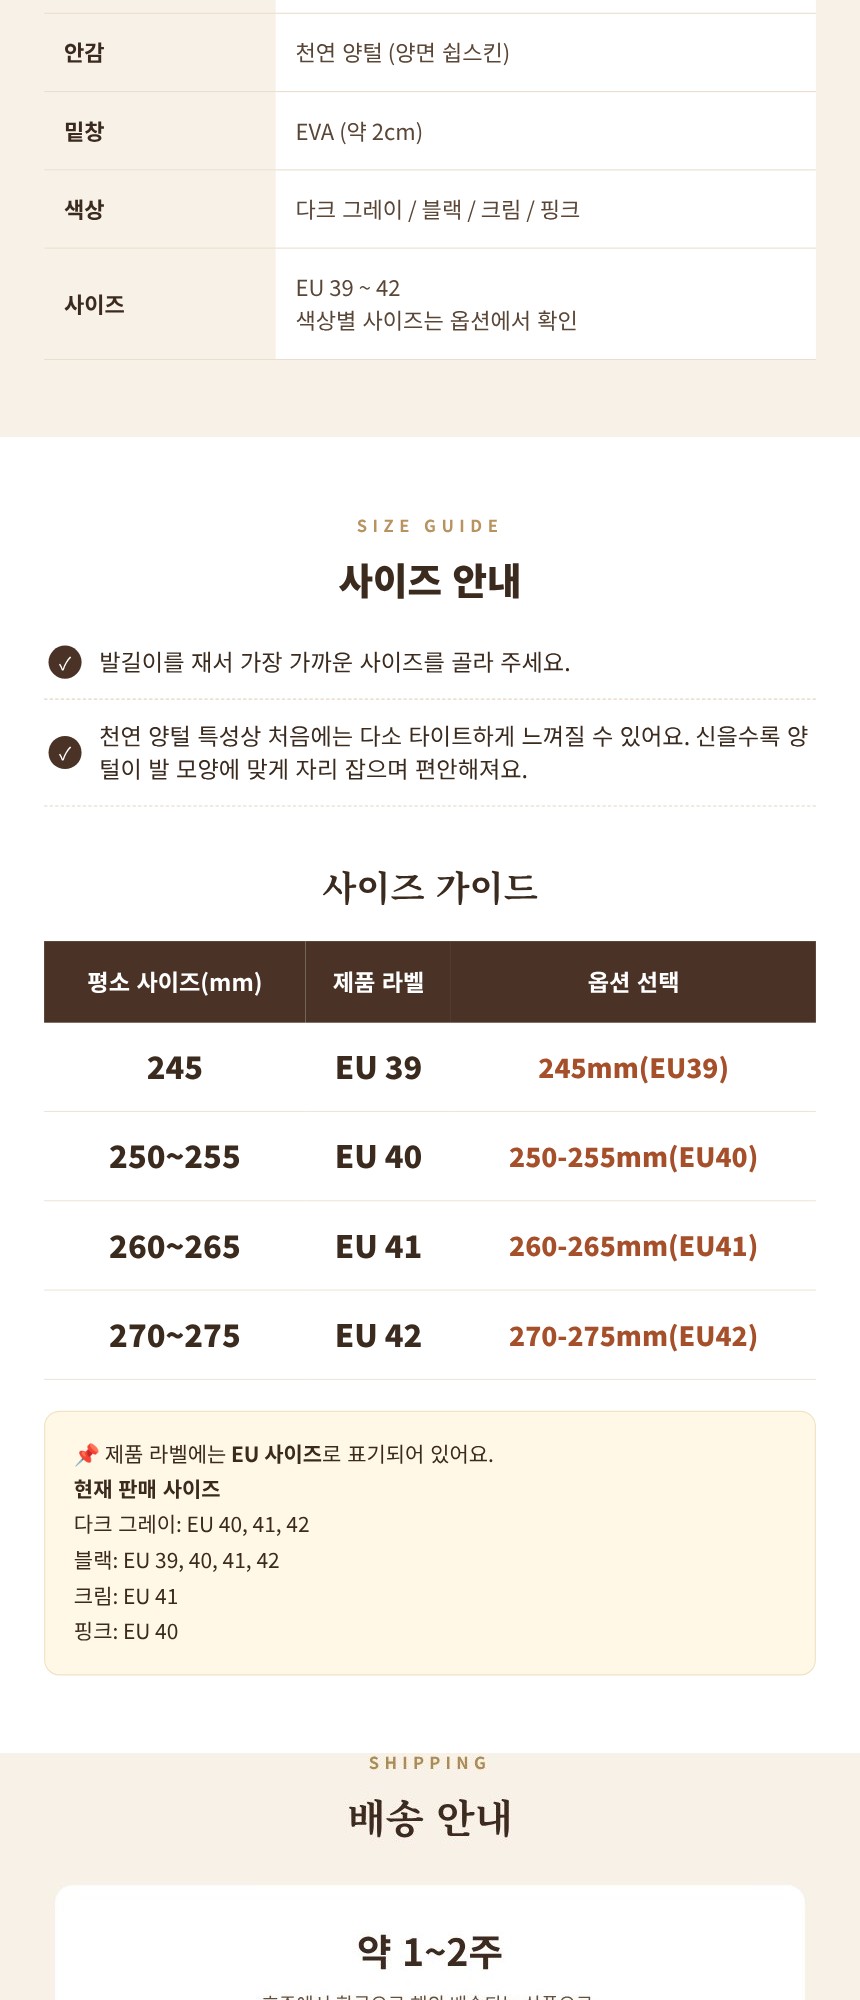 안감
천연 양털 (양면 쉽스킨)
밑창
EVA (약 2cm)
색상
다크 그레이 / 블랙 / 크림 / 핑크
사이즈
EU 39 ~ 42
색상별 사이즈는 옵션에서 확인
SIZE GUIDE
사이즈 안내
✓ 발길이를 재서 가장 가까운 사이즈를 골라 주세요.
✓ 천연 양털 특성상 처음에는 다소 타이트하게 느껴질 수 있어요. 신을수록 양
털이 발 모양에 맞게 자리 잡으며 편안해져요.
사이즈 가이드
평소 사이즈(mm) 제품 라벨 옵션 선택
245 EU 39 245mm(EU39)
250~255 EU 40 250-255mm(EU40)
260~265 EU 41 260-265mm(EU41)
270~275 EU 42 270-275mm(EU42)
📌 제품 라벨에는 EU 사이즈로 표기되어 있어요.
현재 판매 사이즈
다크 그레이: EU 40, 41, 42
블랙: EU 39, 40, 41, 42
크림: EU 41
핑크: EU 40
SHIPPING
배송 안내
약 1~2주